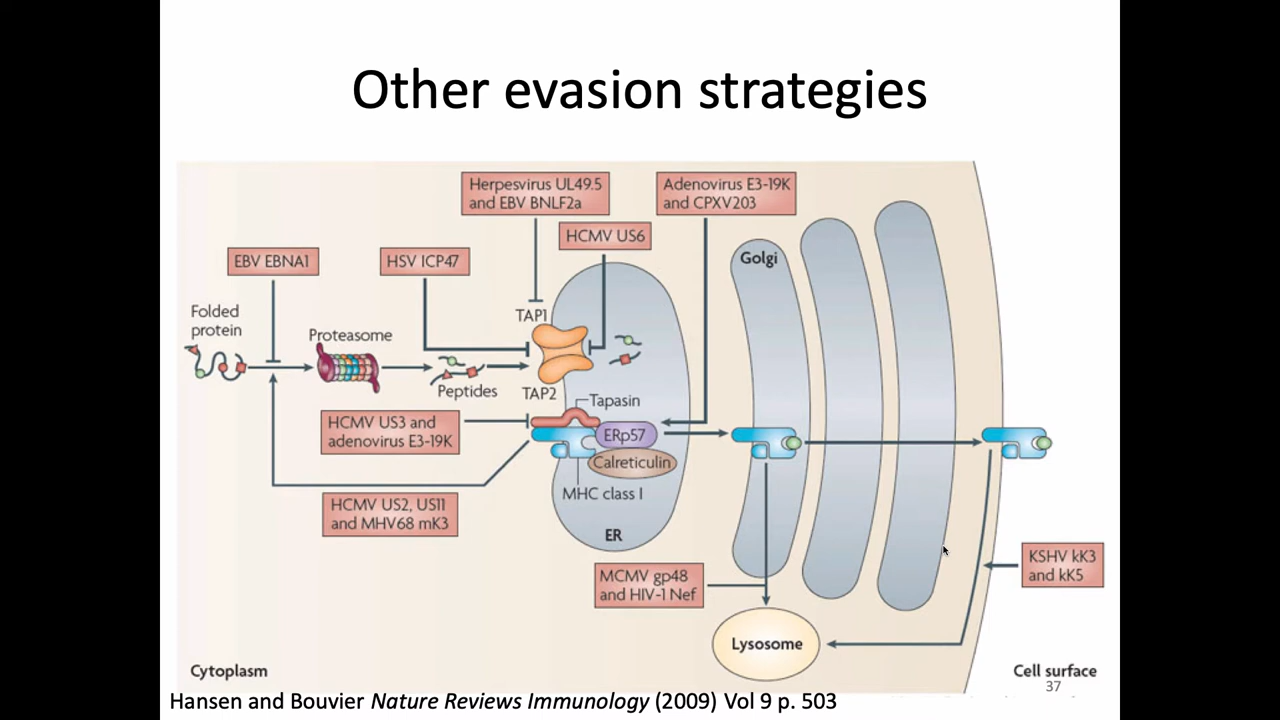 Other evasion strategies
Herpesvirus UL49.5
and EBV BNLF2a
Adenovirus E3-19K
and CPXV203
HCMV US6
EBV EBNA1
HSV ICP47
Golgi
Folded
protein
TAP1
Proteasome
Peptides
TAP2
Tapasin
HCMV US3 and
adenovirus E3-19K
ERp57
Calreticulin
MHC class I
HCMV US2, US11
and MHV68 mK3
ER
MCMV gp48
and HIV-1 Nef
KSHV kK3
and kK5
Lysosome
Cytoplasm
Cell surface
37
Hansen and Bouvier Nature Reviews Immunology (2009) Vol 9 p. 503